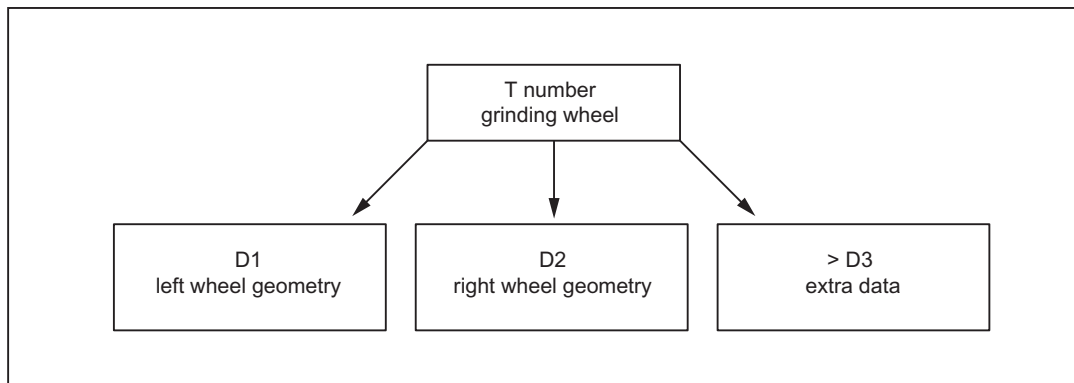 T number
grinding wheel
D1
left wheel geometry
D2
right wheel geometry
> D3
extra data